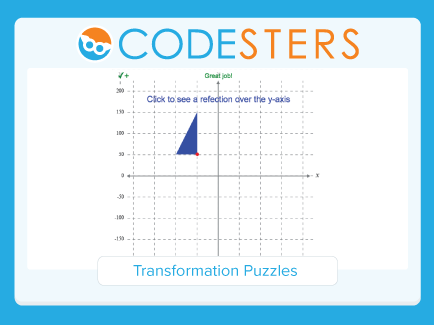 CODESTERS
✓+
Great job!
Click to see a refection over the y-axis
200
150
100
50
0
x
-50
-100
-150
Transformation Puzzles